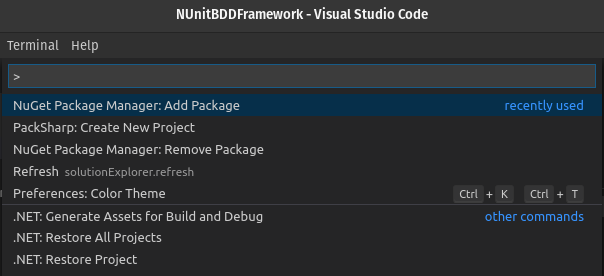 NUnitBDDFramework - Visual Studio Code
Terminal Help
>
NuGet Package Manager: Add Package recently used
PackSharp: Create New Project
NuGet Package Manager: Remove Package
Refresh solutionExplorer.refresh
Preferences: Color Theme Ctrl + K Ctrl + T
.NET: Generate Assets for Build and Debug other commands
.NET: Restore All Projects
.NET: Restore Project